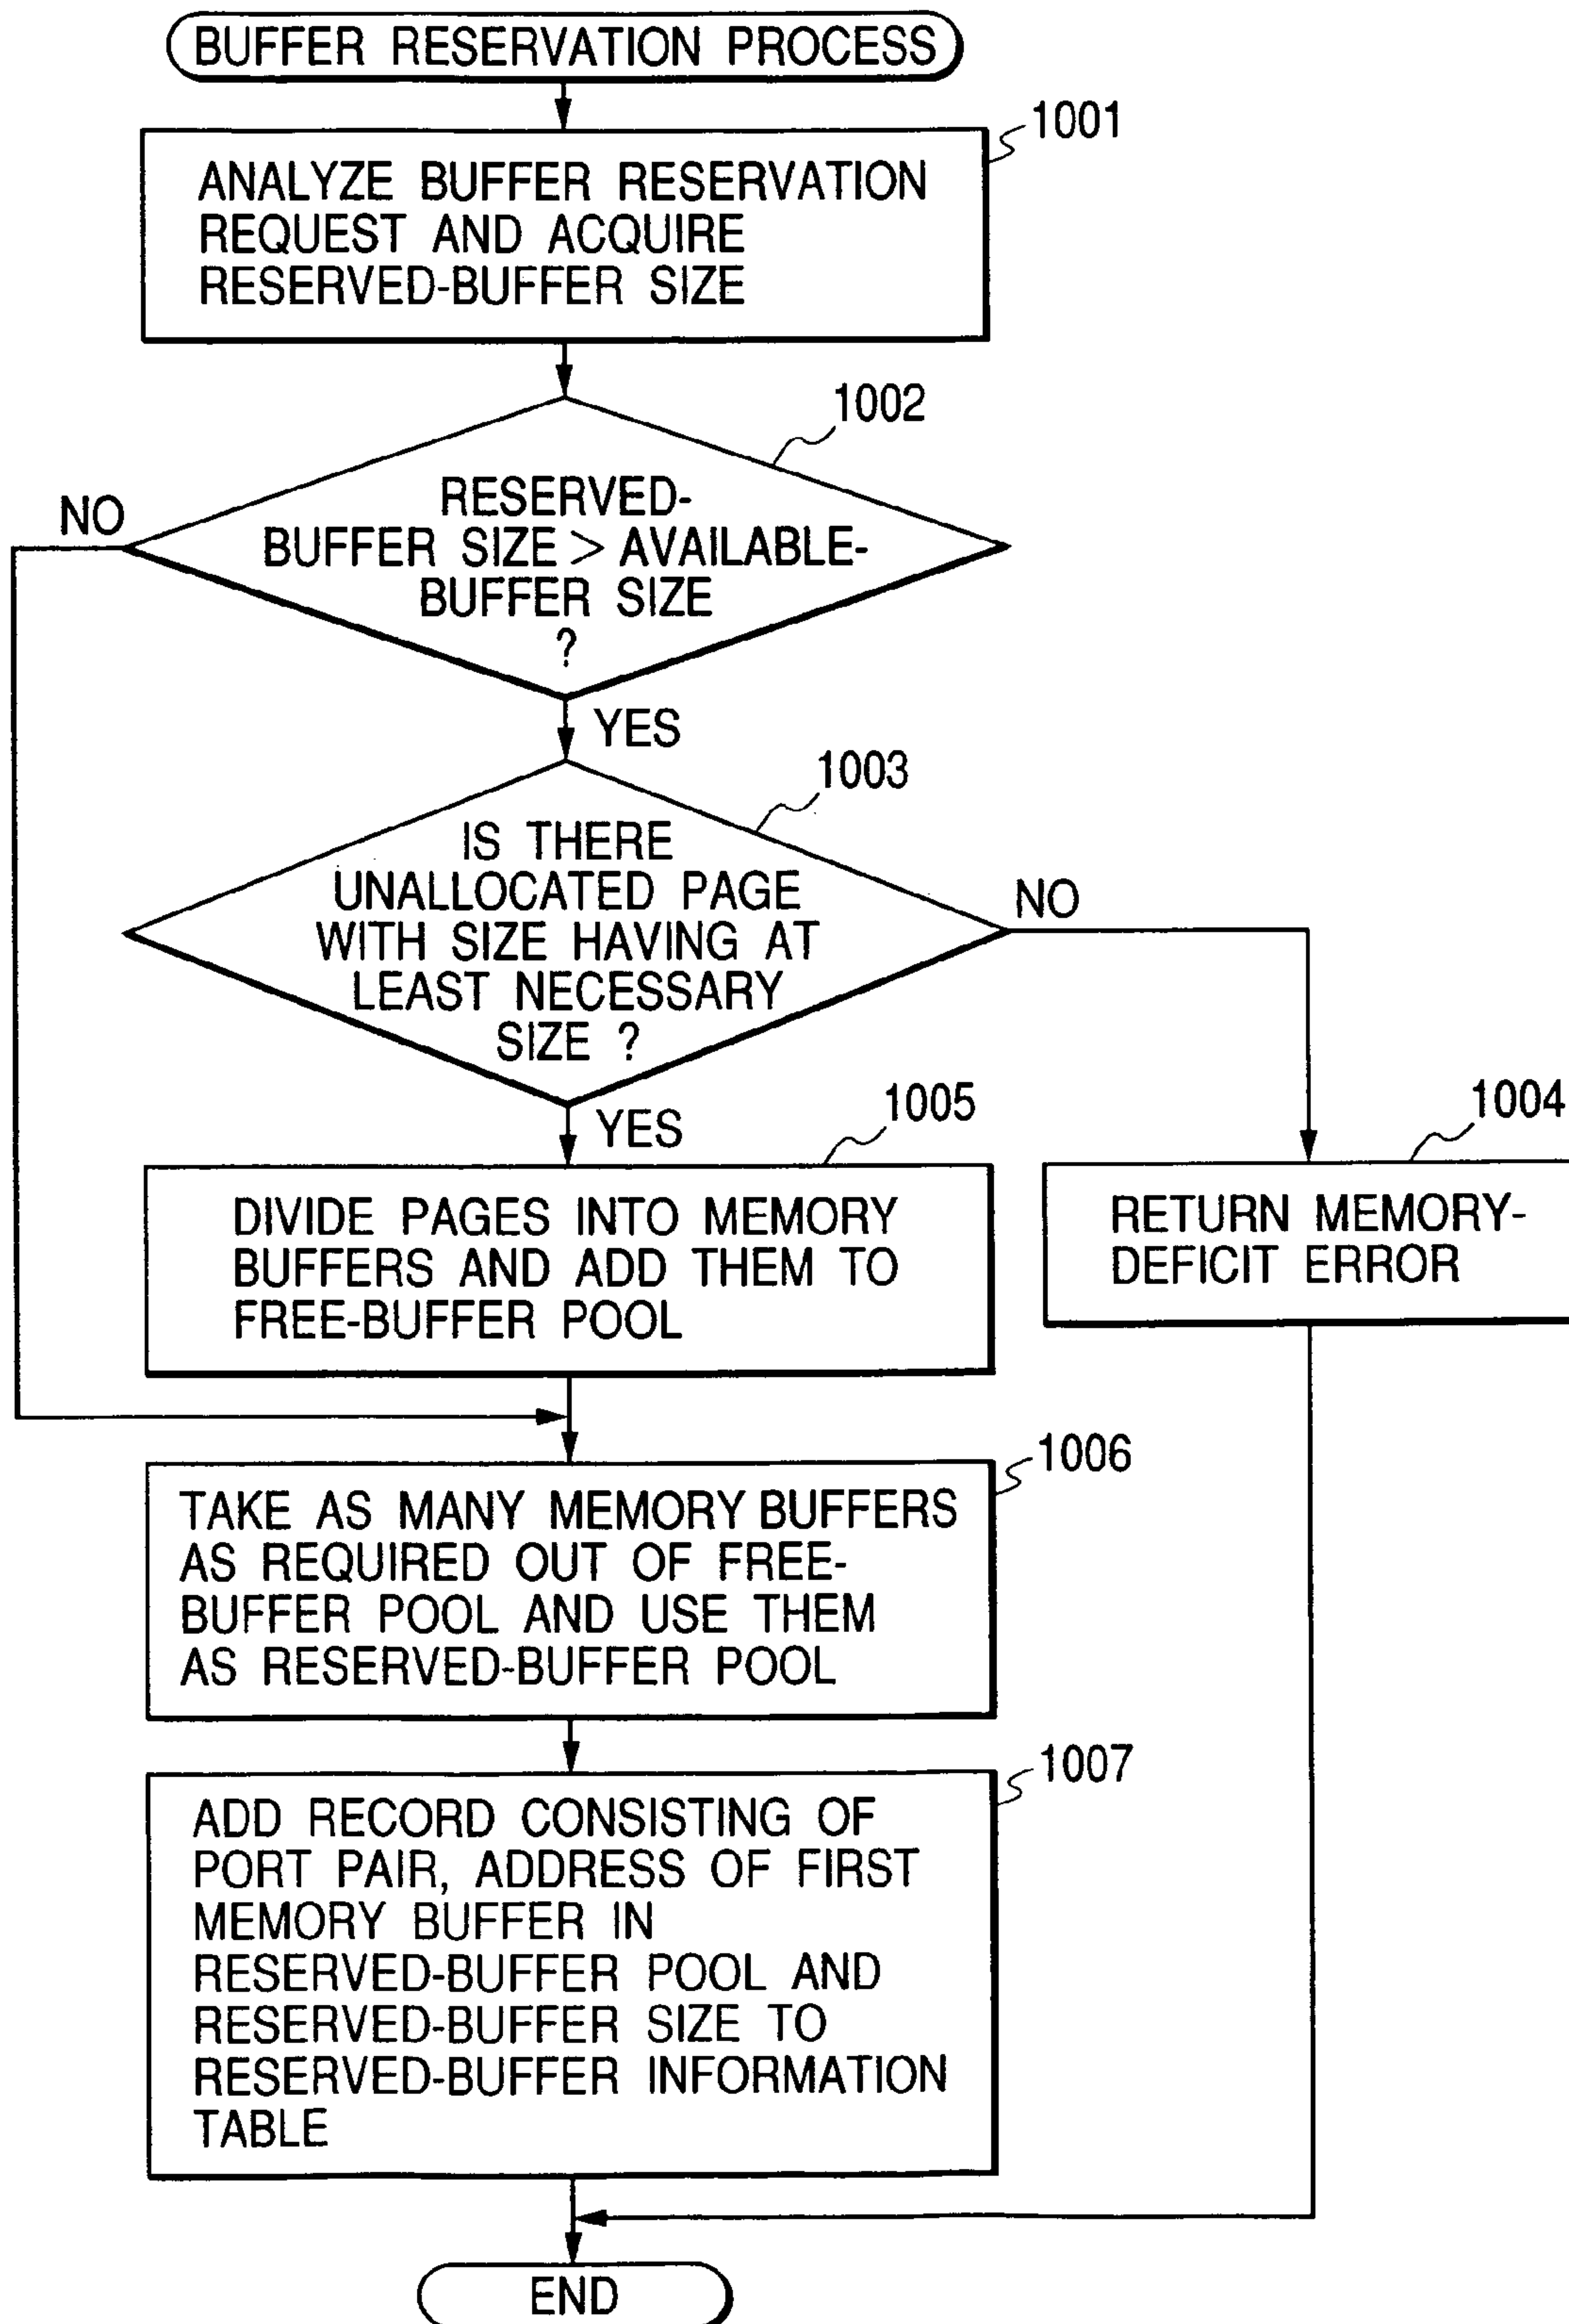 BUFFER RESERVATION PROCESS
1001
ANALYZE BUFFER RESERVATION
REQUEST AND ACQUIRE
RESERVED-BUFFER SIZE
1002
RESERVED-
BUFFER SIZE > AVAILABLE-
BUFFER SIZE
?
NO
YES
1003
IS THERE
UNALLOCATED PAGE
WITH SIZE HAVING AT
LEAST NECESSARY
SIZE ?
NO
YES
1005
DIVIDE PAGES INTO MEMORY
BUFFERS AND ADD THEM TO
FREE-BUFFER POOL
1004
RETURN MEMORY-
DEFICIT ERROR
1006
TAKE AS MANY MEMORY BUFFERS
AS REQUIRED OUT OF FREE-
BUFFER POOL AND USE THEM
AS RESERVED-BUFFER POOL
1007
ADD RECORD CONSISTING OF
PORT PAIR, ADDRESS OF FIRST
MEMORY BUFFER IN
RESERVED-BUFFER POOL AND
RESERVED-BUFFER SIZE TO
RESERVED-BUFFER INFORMATION
TABLE
END